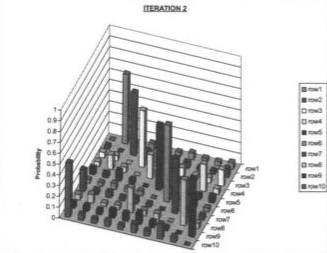 ITERATION 2
Probability
1
0.9
0.8
0.7
0.6
0.5
0.4
0.3
0.2
0.1
0
row1
row2
row3
row4
row5
row6
row7
row8
row9
row10
row1
row2
row3
row4
row5
row6
row7
row8
row9
row10